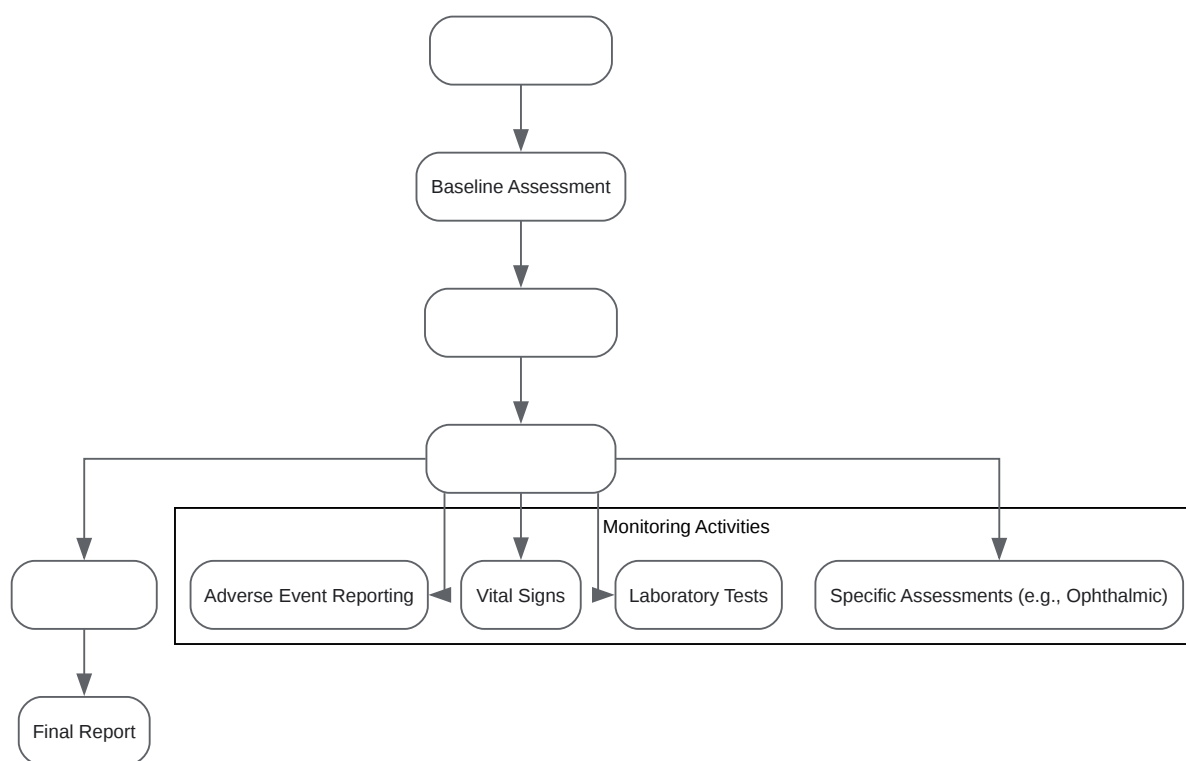 Baseline Assessment
Monitoring Activities
Adverse Event Reporting
Vital Signs
Laboratory Tests
Specific Assessments (e.g., Ophthalmic)
Final Report